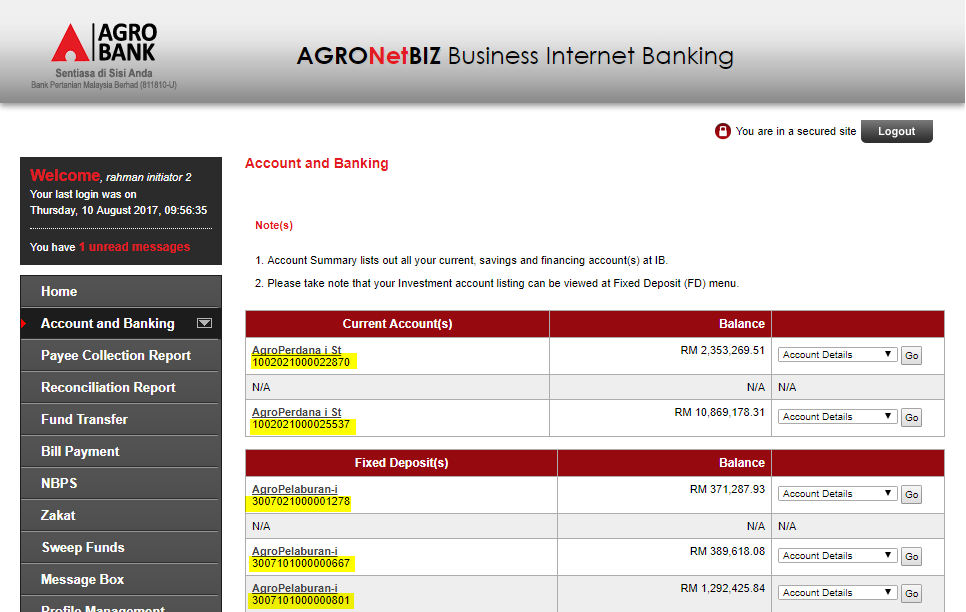 AGRO
BANK
Sentiasa di Sisi Anda
Bank Pertanian Malaysia Berhad (811810-U)
AGRONetBIZ Business Internet Banking
You are in a secured site
Logout
Welcome, rahman initiator 2
Your last login was on
Thursday, 10 August 2017, 09:56:35
You have 1 unread messages
Home
Account and Banking
Payee Collection Report
Reconciliation Report
Fund Transfer
Bill Payment
NBPS
Zakat
Sweep Funds
Message Box
Profile Management
Account and Banking
Note(s)
1. Account Summary lists out all your current, savings and financing account(s) at IB.
2. Please take note that your Investment account listing can be viewed at Fixed Deposit (FD) menu.
Current Account(s) Balance
AgroPerdana i St RM 2,353,269.51 Account Details Go
1002021000022870
N/A N/A N/A
AgroPerdana i St RM 10,869,178.31 Account Details Go
1002021000025537
Fixed Deposit(s) Balance
AgroPelaburan-i RM 371,287.93 Account Details Go
3007021000001278
N/A N/A N/A
AgroPelaburan-i RM 389,618.08 Account Details Go
3007101000000667
AgroPelaburan-i RM 1,292,425.84 Account Details Go
3007101000000801